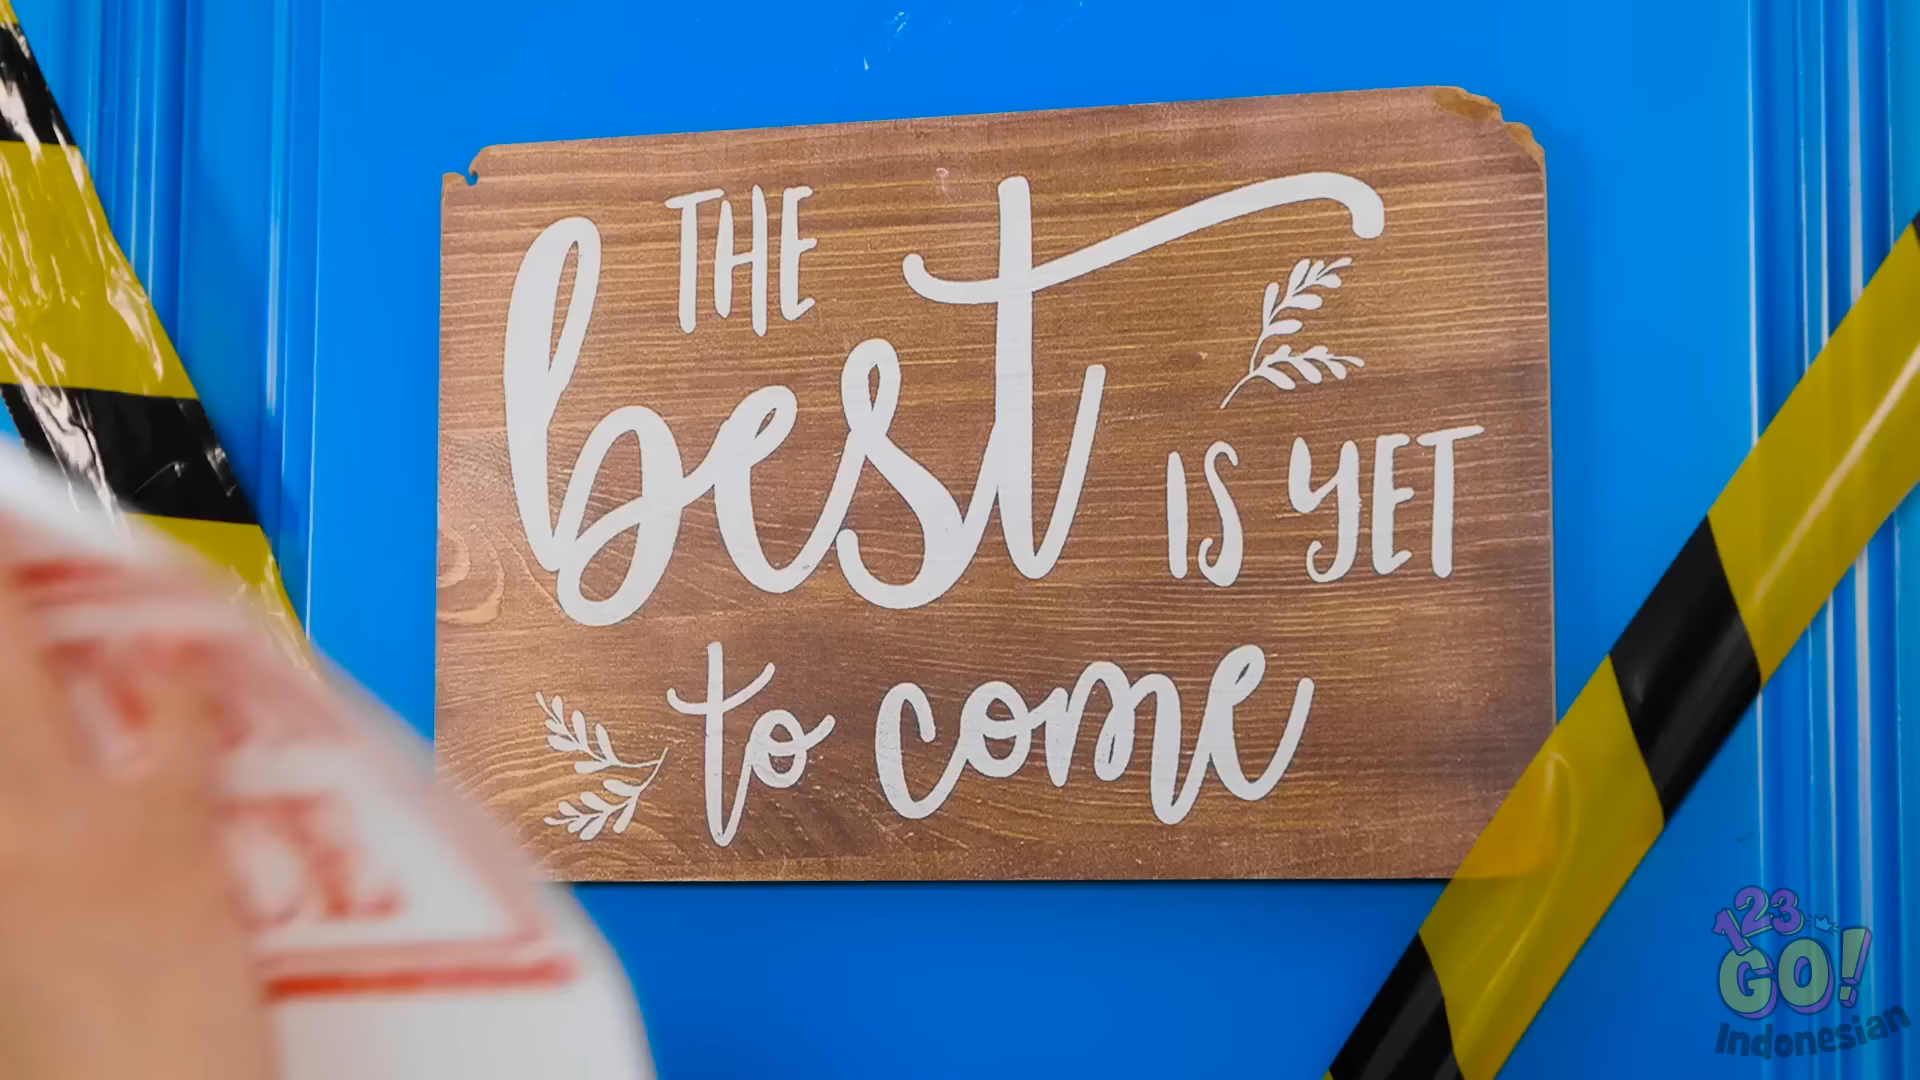 THE
best
IS YET
to come
123
GO!
Indonesian